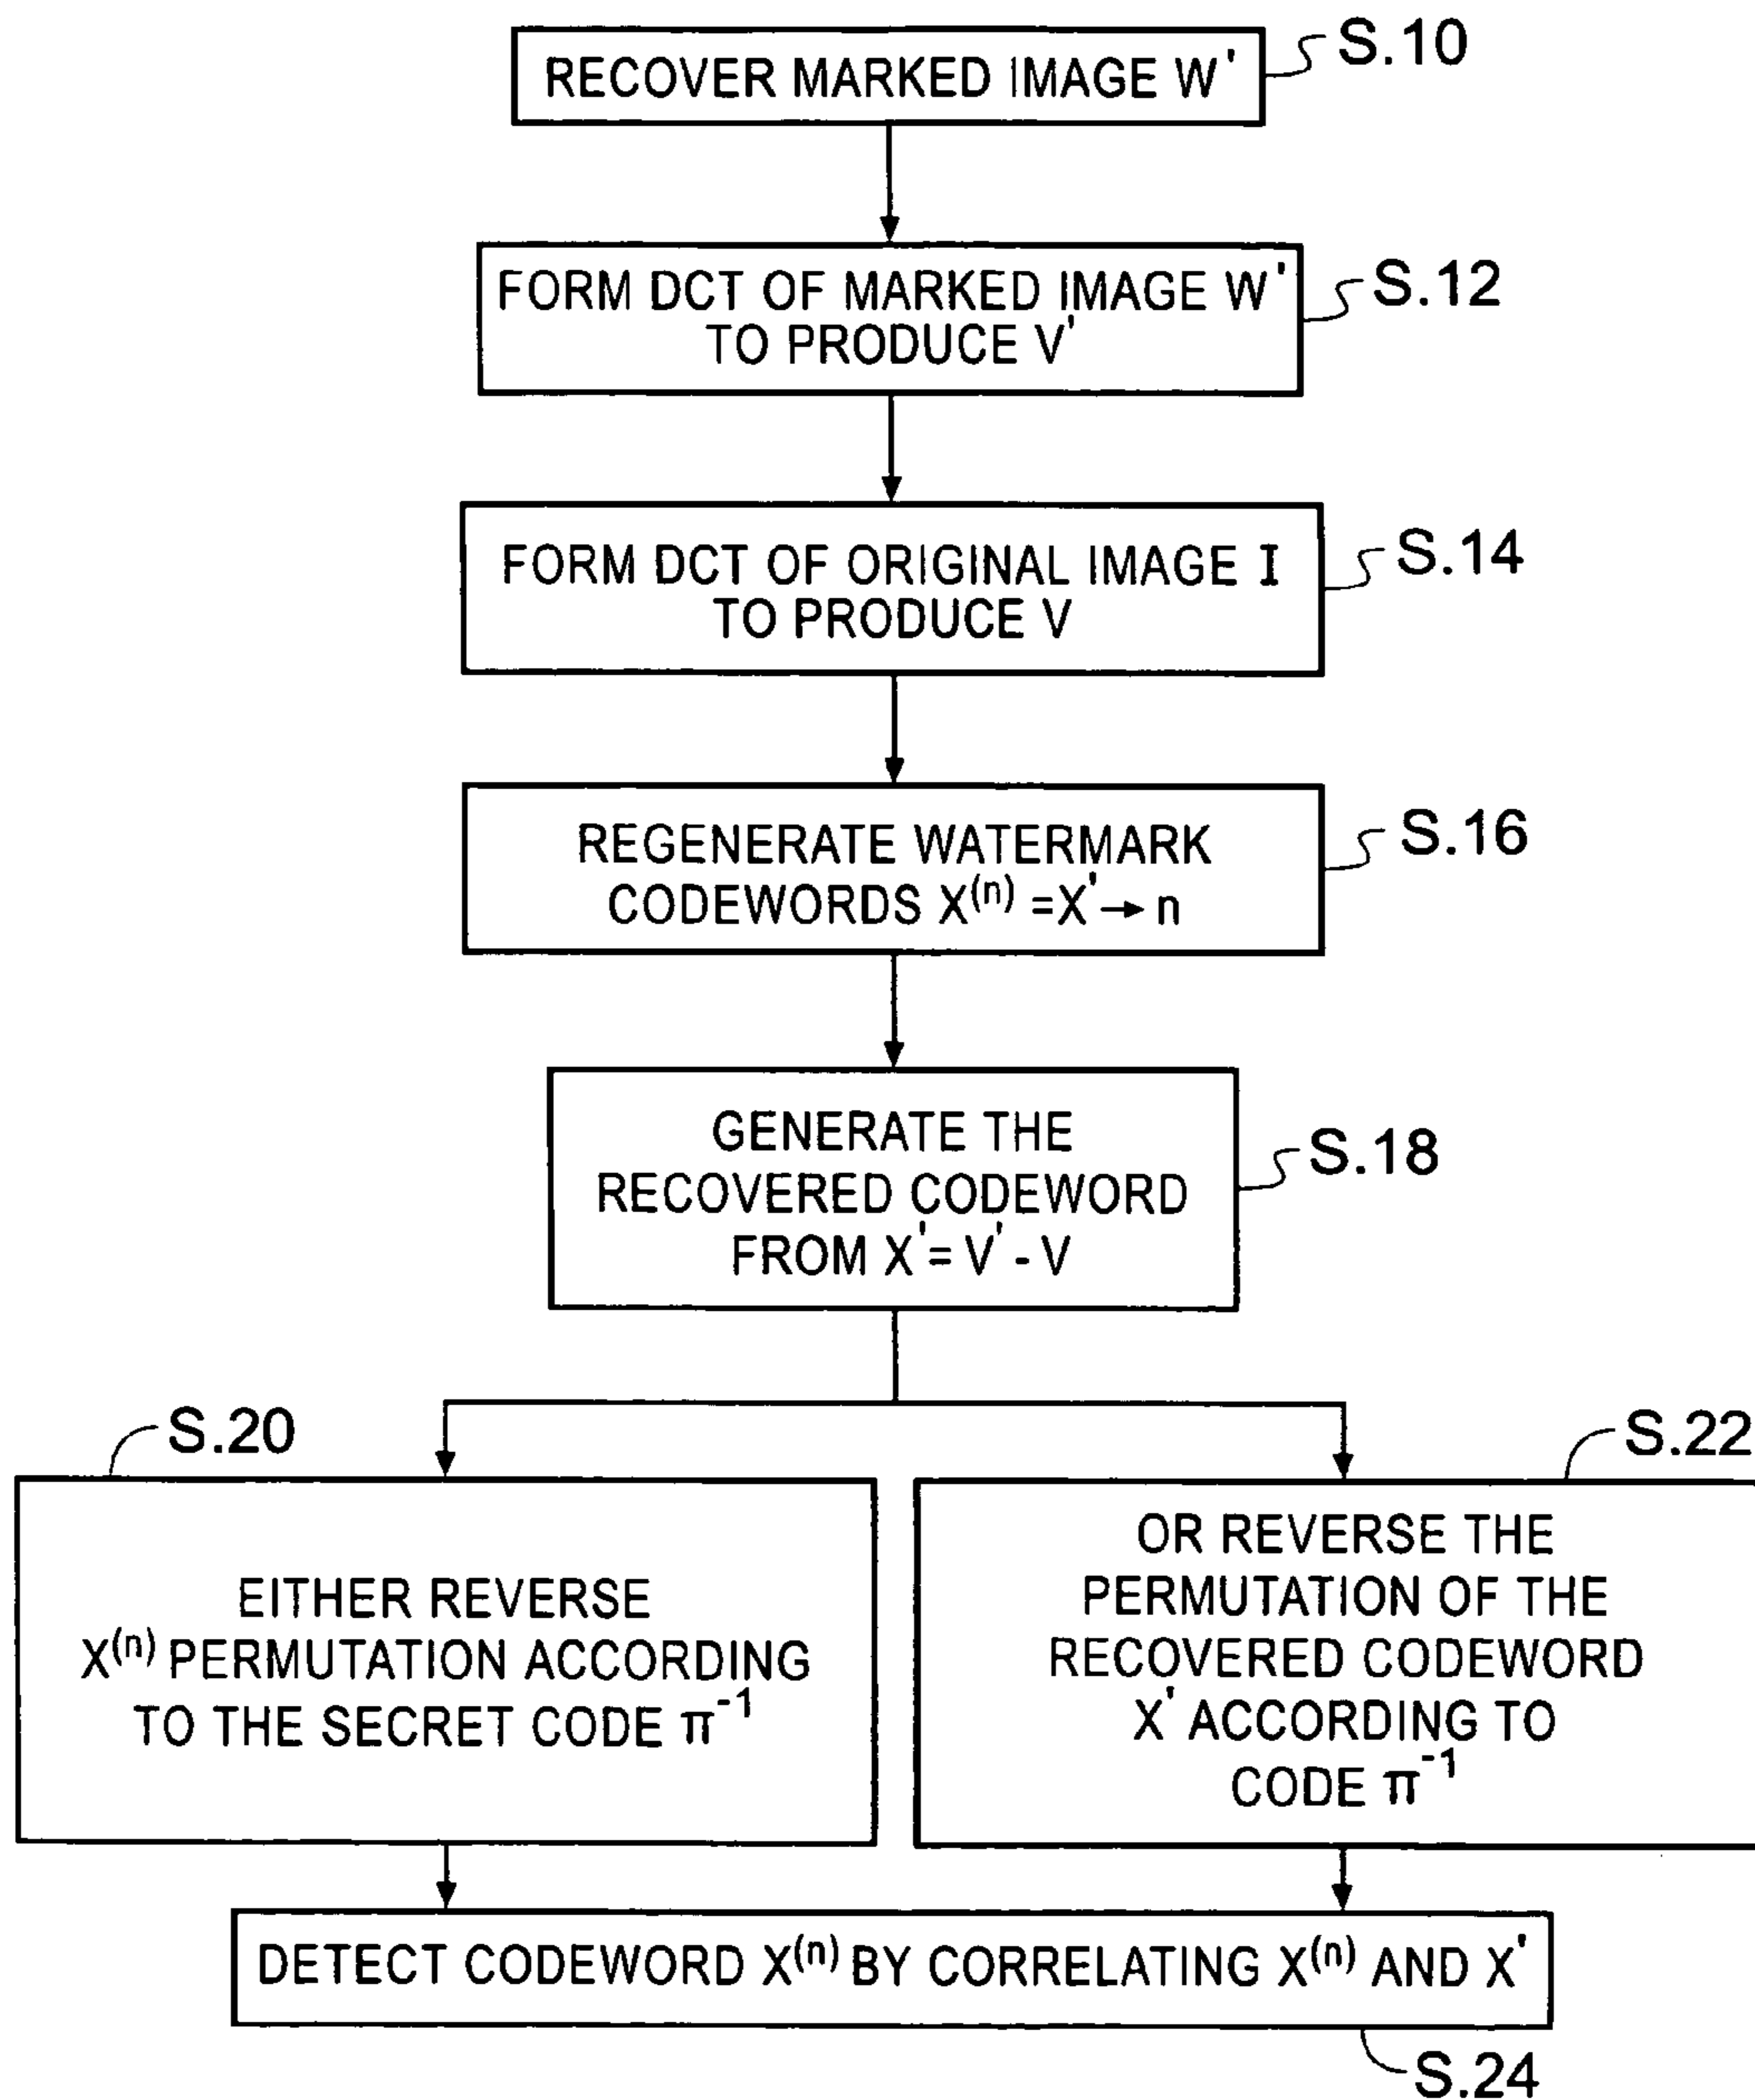 RECOVER MARKED IMAGE W'
S.10
FORM DCT OF MARKED IMAGE W'
TO PRODUCE V'
S.12
FORM DCT OF ORIGINAL IMAGE I
TO PRODUCE V
S.14
REGENERATE WATERMARK
CODEWORDS X⁽ⁿ⁾ =X' → n
S.16
GENERATE THE
RECOVERED CODEWORD
FROM X' = V' - V
S.18
S.20
EITHER REVERSE
X⁽ⁿ⁾ PERMUTATION ACCORDING
TO THE SECRET CODE π⁻¹
S.22
OR REVERSE THE
PERMUTATION OF THE
RECOVERED CODEWORD
X' ACCORDING TO
CODE π⁻¹
DETECT CODEWORD X⁽ⁿ⁾ BY CORRELATING X⁽ⁿ⁾ AND X'
S.24